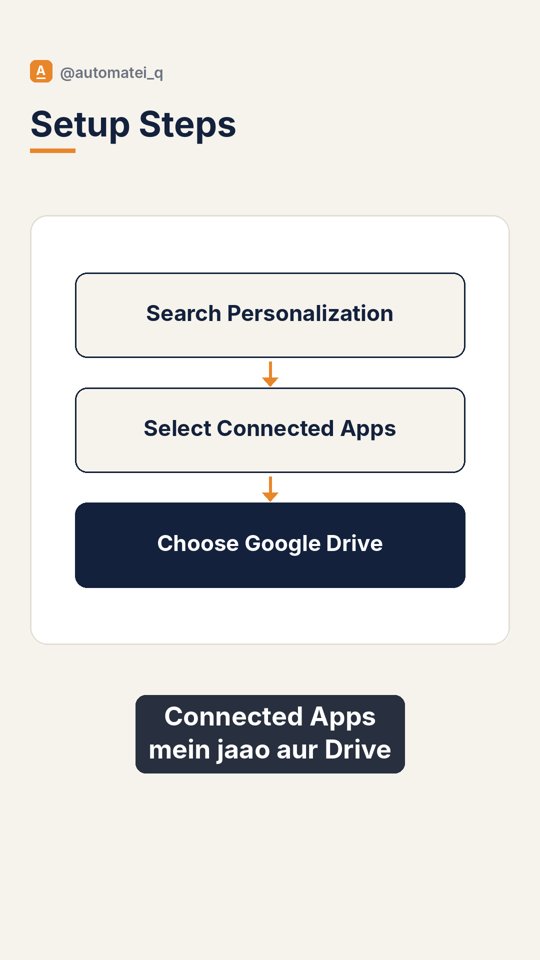 A
@automatei_q
Setup Steps
Search Personalization
Select Connected Apps
Choose Google Drive
Connected Apps
mein jaao aur Drive